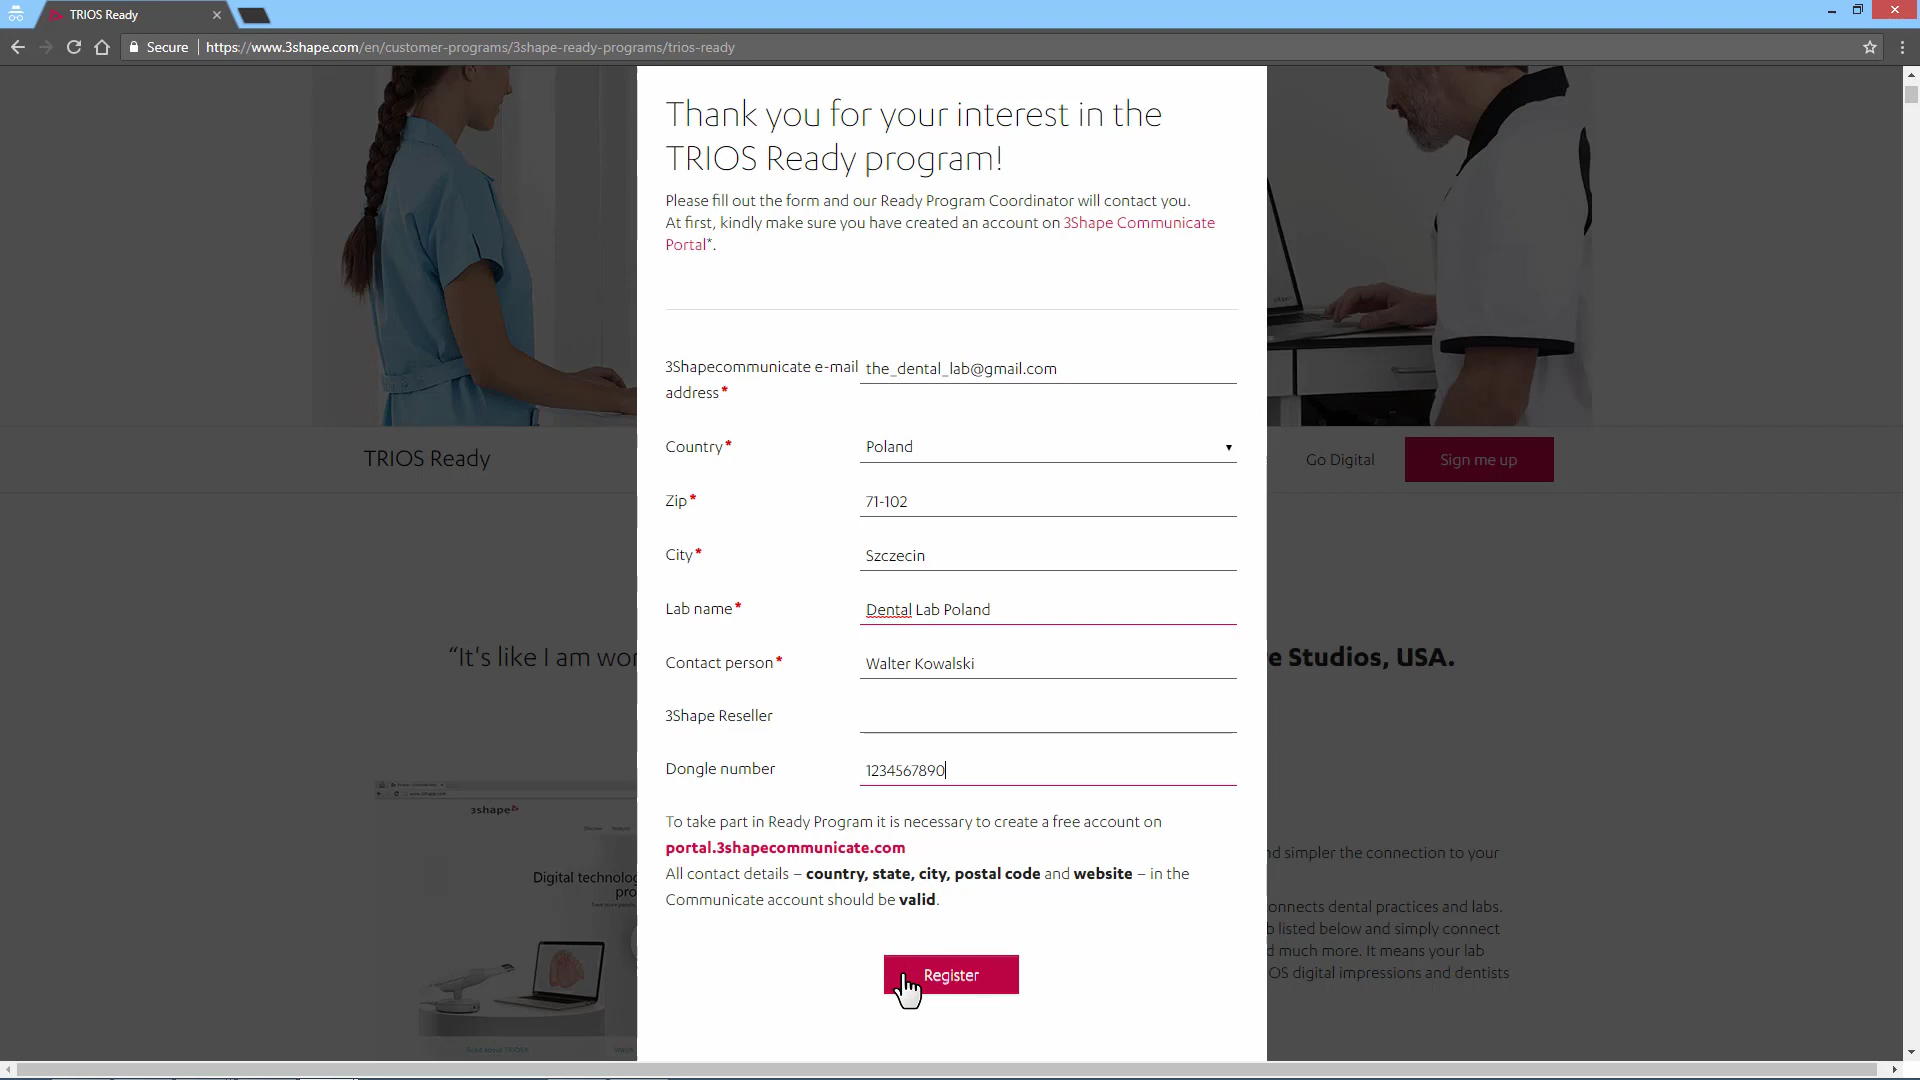 TRIOS Ready
Secure https://www.3shape.com/en/customer-programs/3shape-ready-programs/trios-ready
Thank you for your interest in the
TRIOS Ready program!
Please fill out the form and our Ready Program Coordinator will contact you.
At first, kindly make sure you have created an account on 3Shape Communicate
Portal*.
3Shapecommunicate e-mail
address* the_dental_lab@gmail.com
Country* Poland
TRIOS Ready
Go Digital Sign me up
Zip* 71-102
City* Szczecin
Lab name* Dental Lab Poland
“It's like I am wor
e Studios, USA.
Contact person* Walter Kowalski
3Shape Reseller
Dongle number 1234567890
To take part in Ready Program it is necessary to create a free account on
portal.3shapecommunicate.com
All contact details – country, state, city, postal code and website – in the
Communicate account should be valid.
Register
3shape
Digital technolog
pro
nd simpler the connection to your
onnects dental practices and labs.
b listed below and simply connect
d much more. It means your lab
OS digital impressions and dentists